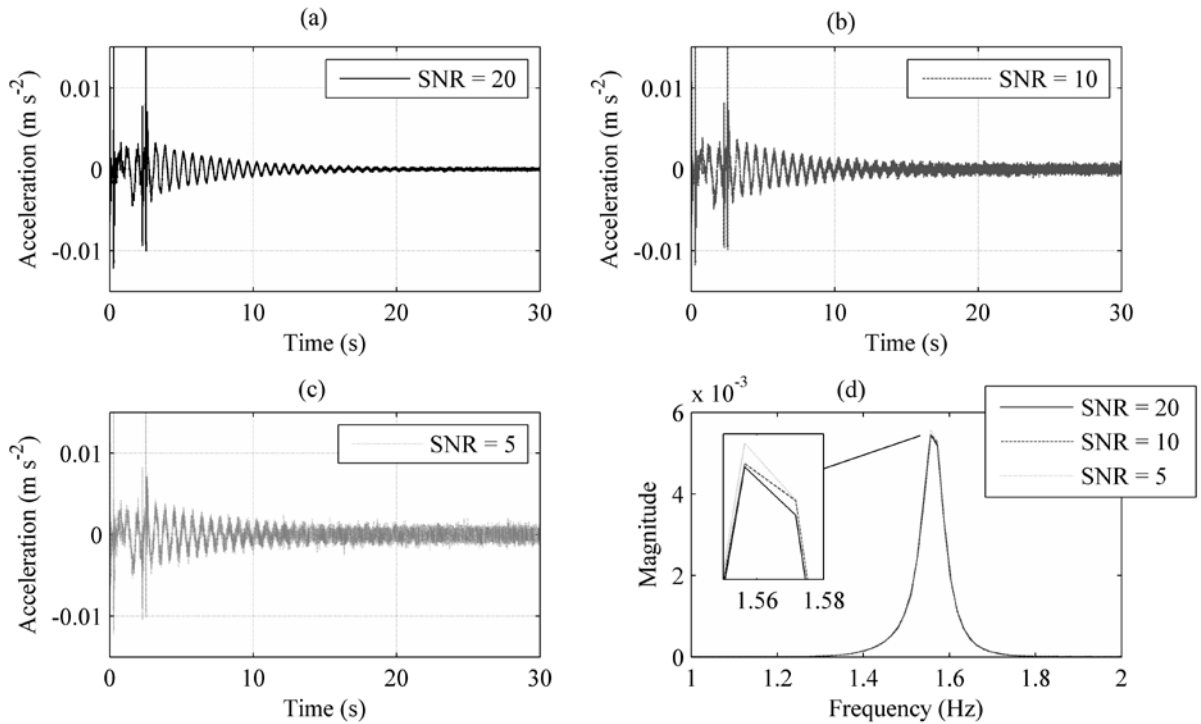 (a)
SNR = 20
Acceleration (m s⁻²)
0.01
0
-0.01
0 10 20 30
Time (s)
(b)
SNR = 10
Acceleration (m s⁻²)
0.01
0
-0.01
0 10 20 30
Time (s)
(c)
SNR = 5
Acceleration (m s⁻²)
0.01
0
-0.01
0 10 20 30
Time (s)
(d)
x 10⁻³
SNR = 20
SNR = 10
SNR = 5
Magnitude
6
4
2
0
1.56 1.58
1 1.2 1.4 1.6 1.8 2
Frequency (Hz)